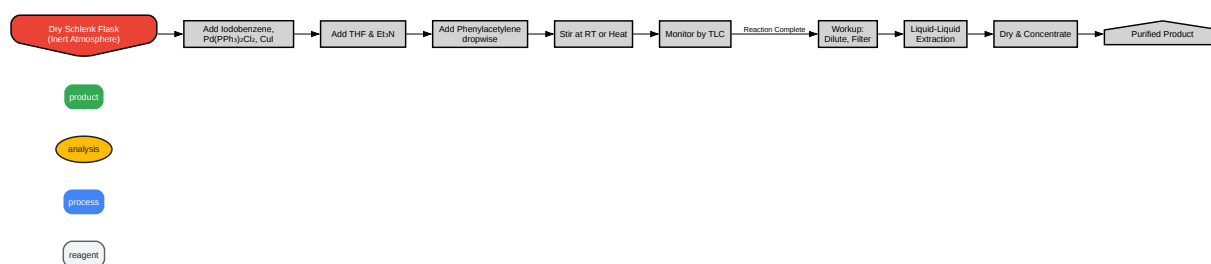 Dry Schlenk Flask
(Inert Atmosphere)
Add Iodobenzene,
Pd(PPh₃)₂Cl₂, CuI
Add THF & Et₃N
Add Phenylacetylene
dropwise
Stir at RT or Heat
Monitor by TLC
Reaction Complete
Workup:
Dilute, Filter
Liquid-Liquid
Extraction
Dry & Concentrate
Purified Product
product
analysis
process
reagent